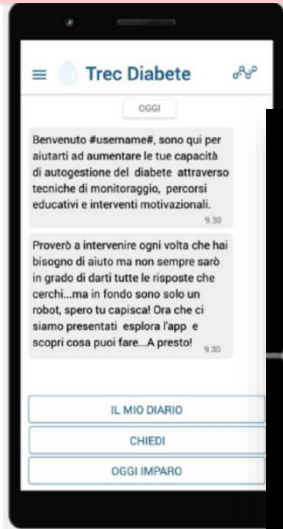 Trec Diabete
OGGI
Benvenuto #username#, sono qui per
aiutarti ad aumentare le tue capacità
di autogestione del diabete attraverso
tecniche di monitoraggio, percorsi
educativi e interventi motivazionali.
9.30
Proverò a intervenire ogni volta che hai
bisogno di aiuto ma non sempre sarò
in grado di darti tutte le risposte che
cerchi...ma in fondo sono solo un
robot, spero tu capisca! Ora che ci
siamo presentati esplora l'app e
scopri cosa puoi fare...A presto!
9.30
IL MIO DIARIO
CHIEDI
OGGI IMPARO